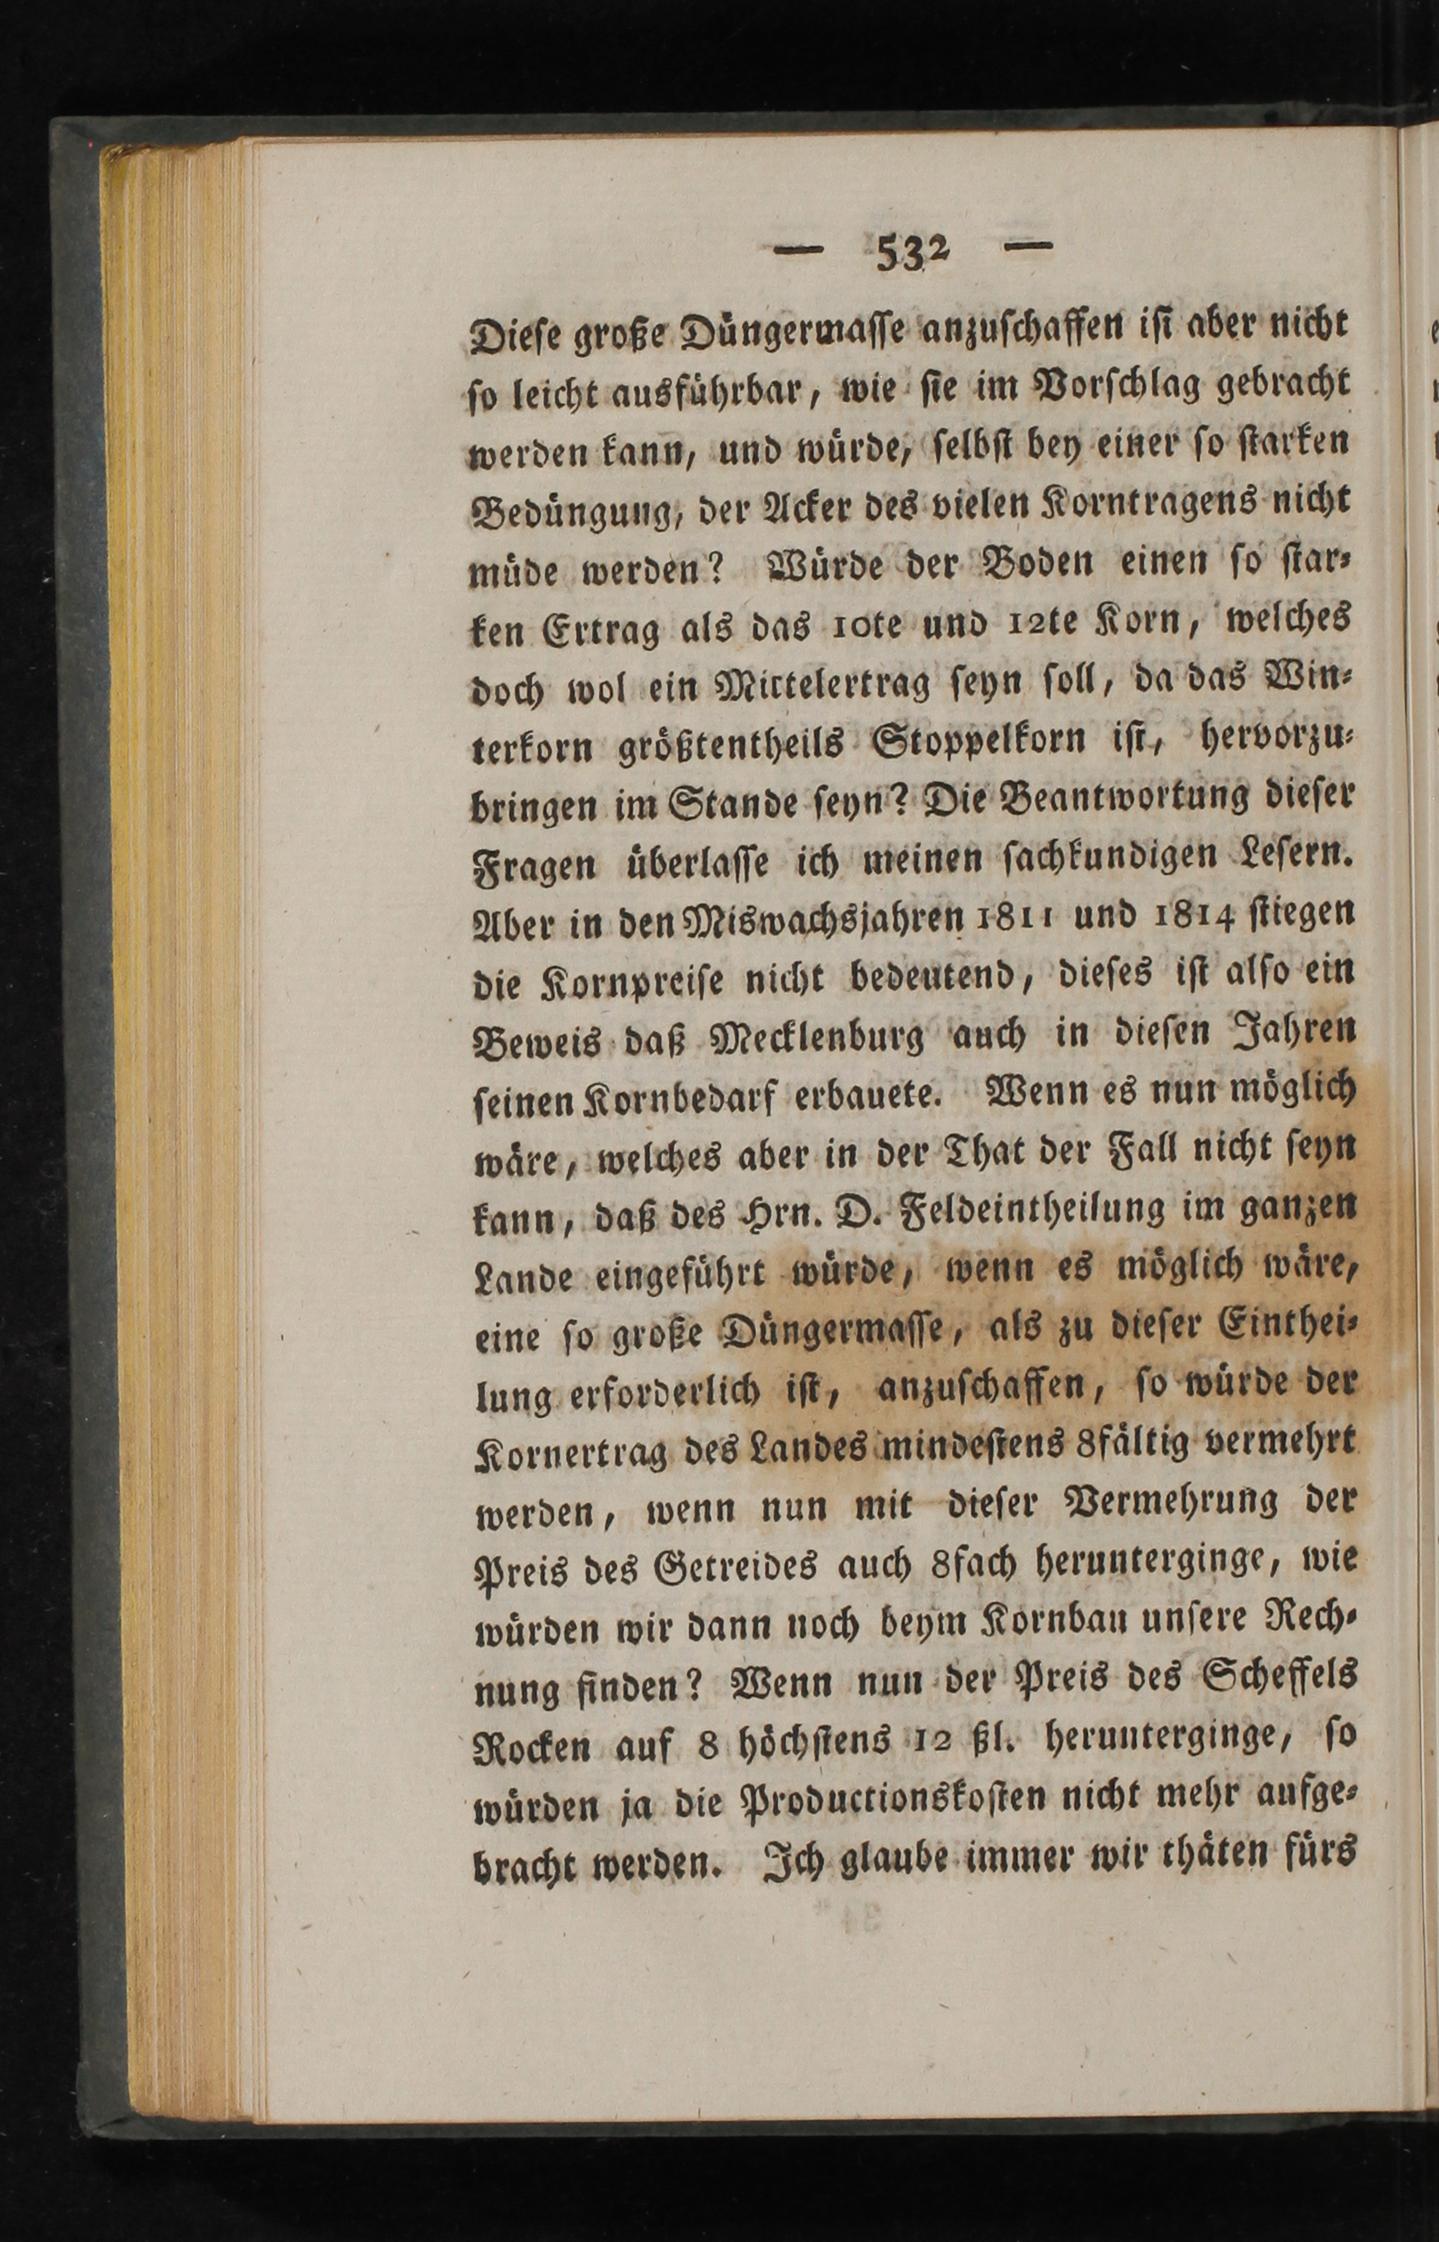 — 532 —
Dieſe große Düngermaſſe anzuſchaffen iſt aber nicht
ſo leicht ausführbar, wie ſie im Vorſchlag gebracht
werden kann, und würde, ſelbſt bey einer ſo ſtarken
Bedüngung, der Acker des vielen Korntragens nicht
müde werden? Würde der Boden einen ſo ſtar⸗
ken Ertrag als das 10te und 12te Korn, welches
doch wol ein Mittelertrag ſeyn ſoll, da das Win⸗
terkorn größtentheils Stoppelkorn iſt, hervorzu⸗
bringen im Stande ſeyn? Die Beantwortung dieſer
Fragen überlaſſe ich meinen ſachkundigen Leſern.
Aber in den Miswachsjahren 1811 und 1814 ſtiegen
die Kornpreiſe nicht bedeutend, dieſes iſt alſo ein
Beweis daß Mecklenburg auch in dieſen Jahren
ſeinen Kornbedarf erbauete. Wenn es nun möglich
wäre, welches aber in der That der Fall nicht ſeyn
kann, daß des Hrn. D. Feldeintheilung im ganzen
Lande eingeführt würde, wenn es möglich wäre,
eine ſo große Düngermaſſe, als zu dieſer Einthei⸗
lung erforderlich iſt, anzuſchaffen, ſo würde der
Kornertrag des Landes mindeſtens 8fältig vermehrt
werden, wenn nun mit dieſer Vermehrung der
Preis des Getreides auch 8fach herunterginge, wie
würden wir dann noch beym Kornbau unſere Rech⸗
nung finden? Wenn nun der Preis des Scheffels
Rocken auf 8 höchſtens 12 ßl. herunterginge, ſo
würden ja die Productionskoſten nicht mehr aufge⸗
bracht werden. Ich glaube immer wir thäten fürs